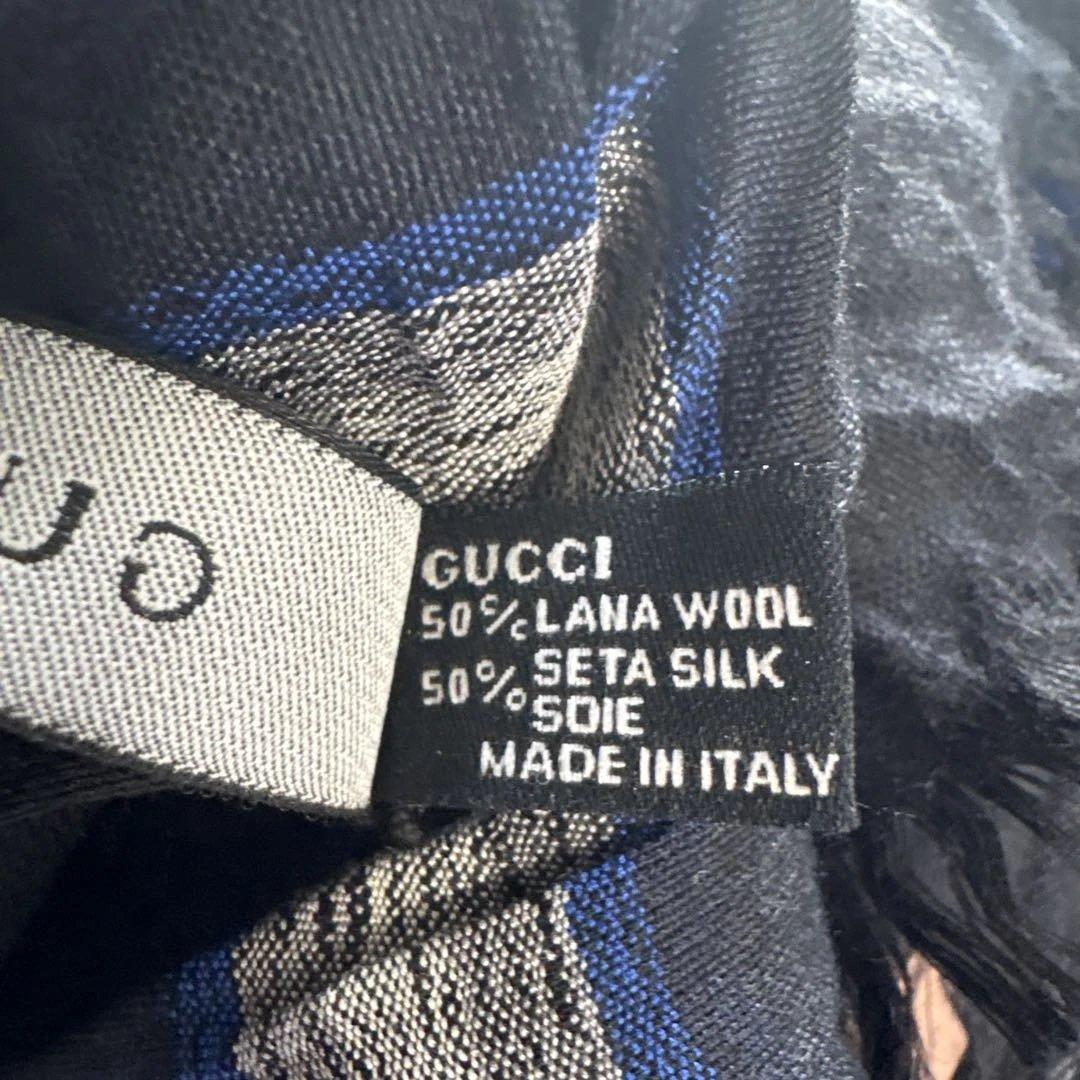 GUCCI
50% LANA WOOL
50% SETA SILK
SOIE
MADE IN ITALY